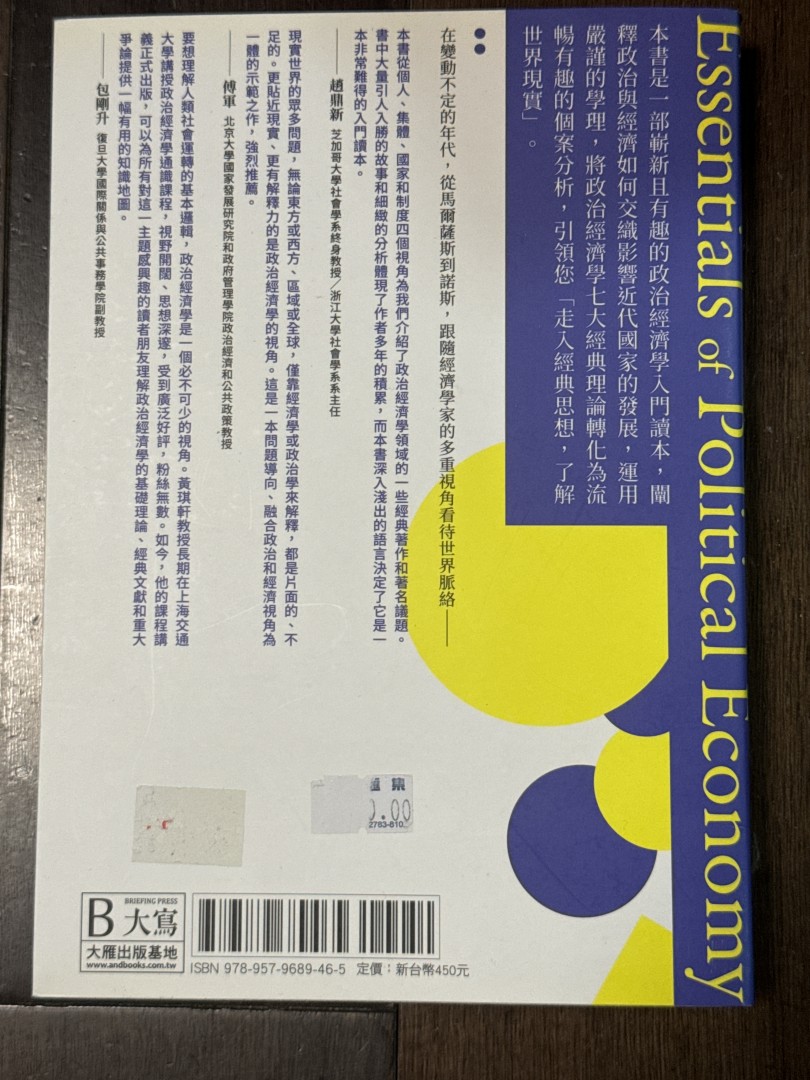 Essentials of Political Economy
本書是一部嶄新且有趣的政治經濟學入門讀本，闡
釋政治與經濟如何交織影響近代國家的發展，運用
嚴謹的學理，將政治經濟學七大經典理論轉化為流
暢有趣的個案分析，引領您「走入經典思想，了解
世界現實」。
在變動不定的年代，從馬爾薩斯到諾斯，跟隨經濟學家的多重視角看待世界脈絡——
本書從個人、集體、國家和制度四個視角為我們介紹了政治經濟學領域的一些經典著作和著名議題。
書中大量引人入勝的故事和細緻的分析體現了作者多年的積累，而本書深入淺出的語言決定了它是一
本非常難得的入門讀本。
——趙鼎新 芝加哥大學社會學系終身教授／浙江大學社會學系系主任
現實世界的眾多問題，無論東方或西方、區域或全球，僅靠經濟學或政治學來解釋，都是片面的、不
足的。更貼近現實、更有解釋力的是政治經濟學的視角。這是一本問題導向、融合政治和經濟視角為
一體的示範之作，強烈推薦。
——傅軍 北京大學國家發展研究院和政府管理學院政治經濟和公共政策教授
要想理解人類社會運轉的基本邏輯，政治經濟學是一個必不可少的視角。黃琪軒教授長期在上海交通
大學講授政治經濟學通識課程，視野開闊、思想深邃，受到廣泛好評，粉絲無數。如今，他的課程講
義正式出版，可以為所有對這一主題感興趣的讀者朋友理解政治經濟學的基礎理論、經典文獻和重大
爭論提供一幅有用的知識地圖。
——包剛升 復旦大學國際關係與公共事務學院副教授
集
0.00
2783-810
BRIEFING PRESS
B 大寫
大雁出版基地
www.andbooks.com.tw
ISBN 978-957-9689-46-5 定價：新台幣450元